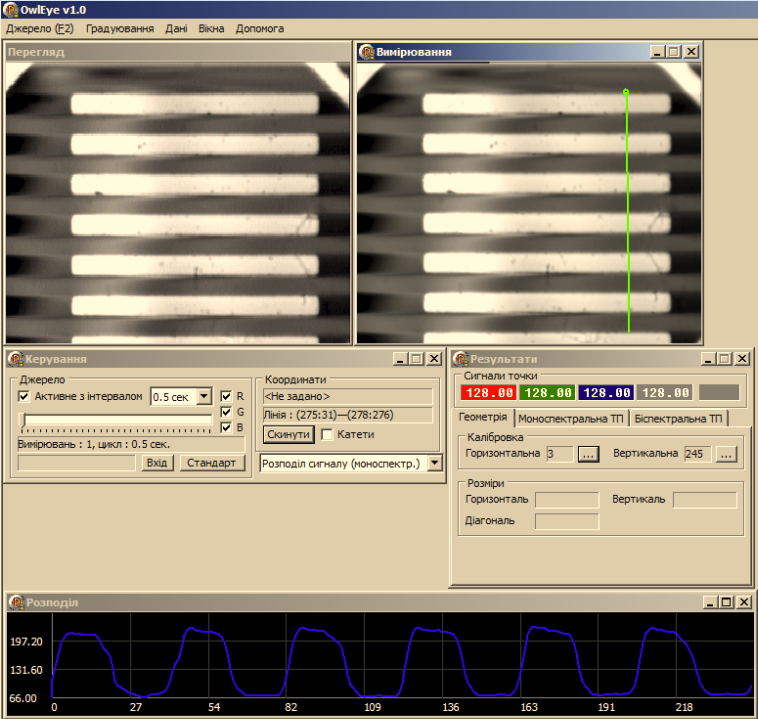 OwlEye v1.0
Джерело (F2) Градуювання Дані Вікна Допомога
Перегляд
Вимірювання
Керування
Джерело
Активне з інтервалом 0.5 сек
R
G
B
Вимірювань : 1, цикл : 0.5 сек.
Вхід Стандарт
Координати
<Не задано>
Лінія : (275:31)—(278:276)
Скинути Катети
Розподіл сигналу (моноспектр.)
Результати
Сигнали точки
128.00 128.00 128.00 128.00
Геометрія Моноспектральна ТП Біспектральна ТП
Калібровка
Горизонтальна 3 ... Вертикальна 245 ...
Розміри
Горизонталь Вертикаль
Діагональ
Розподіл
197.20
131.60
66.00
0 27 54 82 109 136 163 191 218